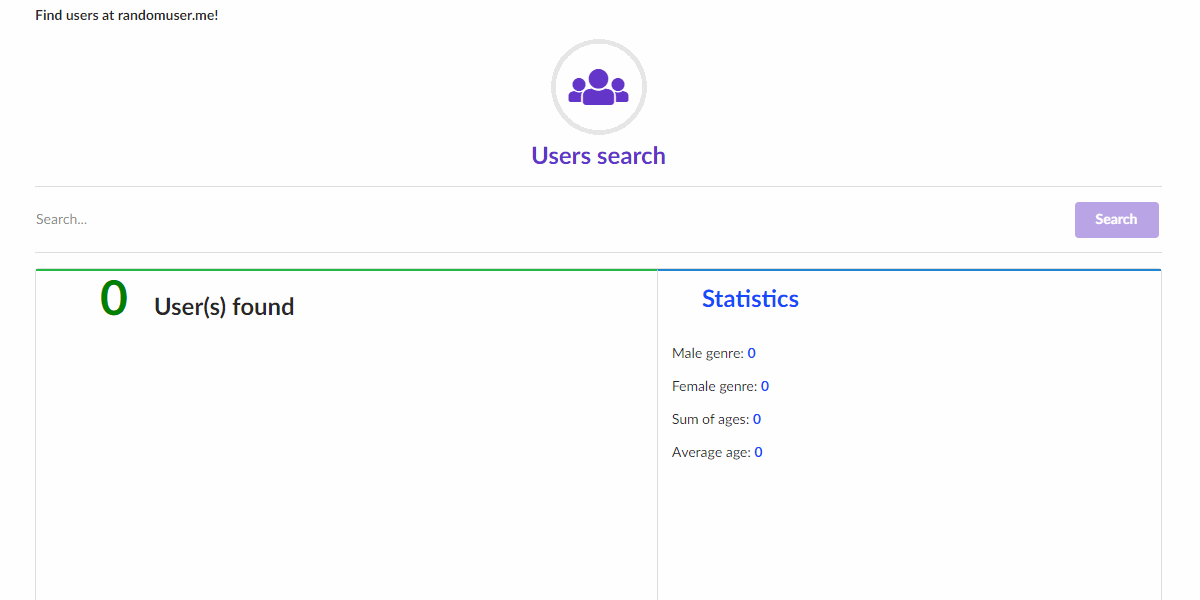 Find users at randomuser.me!
Users search
Search...
Search
0 User(s) found
Statistics
Male genre: 0
Female genre: 0
Sum of ages: 0
Average age: 0